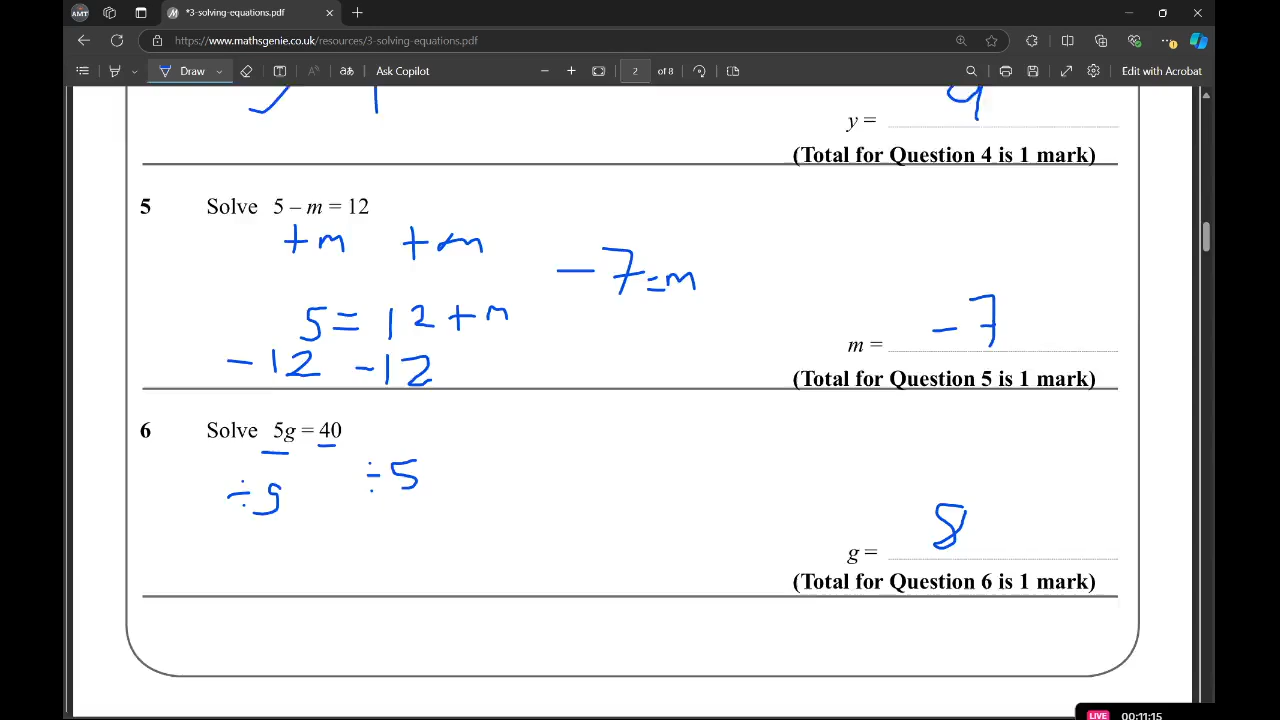 AMT
*3-solving-equations.pdf
https://www.mathsgenie.co.uk/resources/3-solving-equations.pdf
Draw
aあ
Ask Copilot
2 of 8
Edit with Acrobat
9
y =
(Total for Question 4 is 1 mark)
5 Solve 5 – m = 12
+m +m
-7=m
5 = 12 +m
-12 -12
m = -7
(Total for Question 5 is 1 mark)
6 Solve 5g = 40
÷5 ÷5
g = 8
(Total for Question 6 is 1 mark)
LIVE 00:11:15